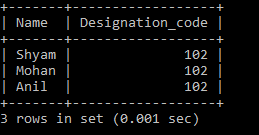 +-------+------------------+
| Name  | Designation_code |
+-------+------------------+
| Shyam |              102 |
| Mohan |              102 |
| Anil  |              102 |
+-------+------------------+
3 rows in set (0.001 sec)